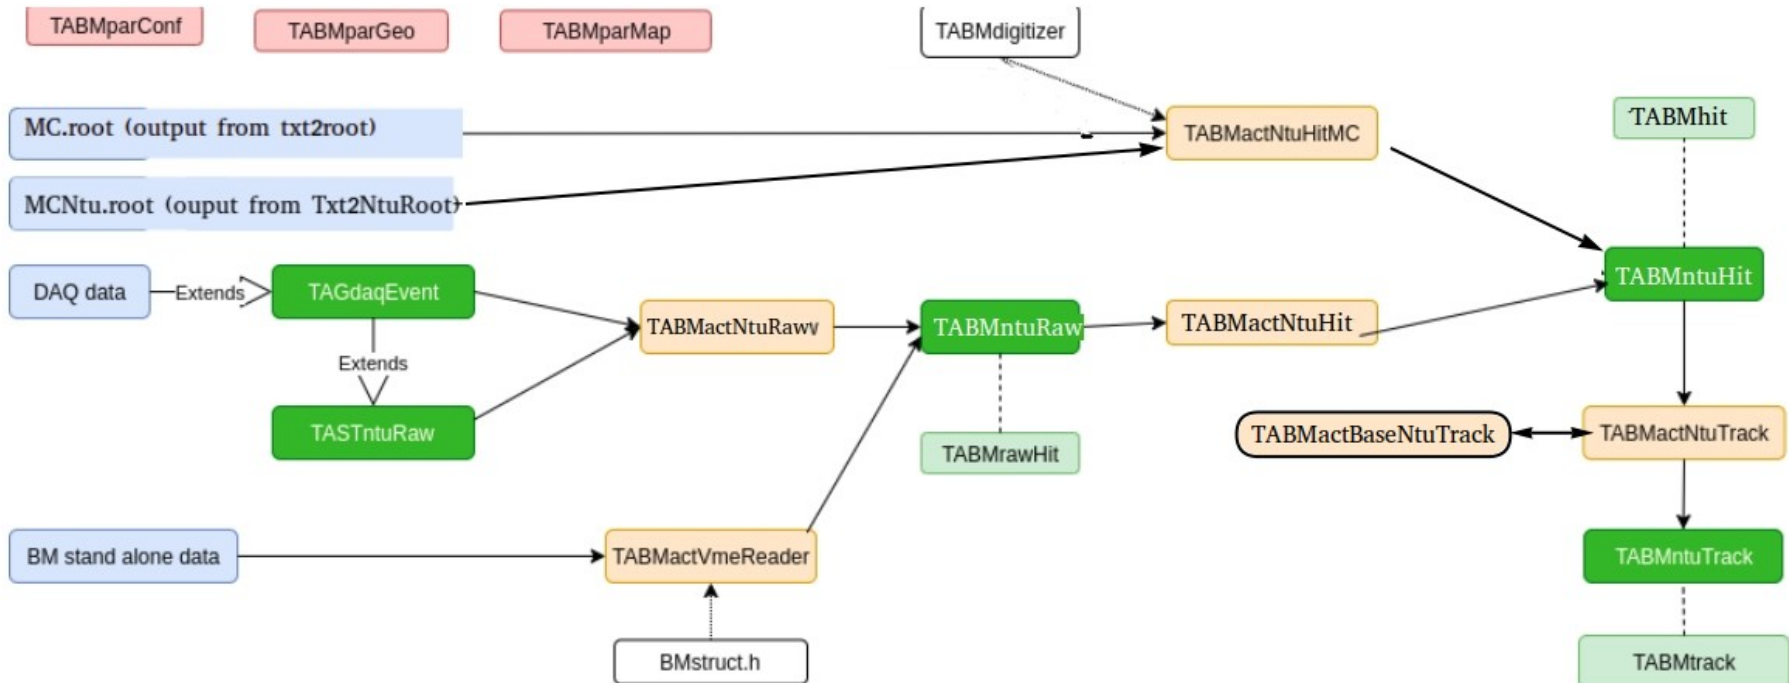 TABMparConf
TABMparGeo
TABMparMap
TABMdigitizer
MC.root (output from txt2root)
TABMactNtuHitMC
TABMhit
MCNtu.root (ouput from Txt2NtuRoot)
DAQ data
Extends
TAGdaqEvent
TABMntuHit
TABMactNtuRaww
TABMntuRaw
TABMactNtuHit
Extends
TASTntuRaw
TABMrawHit
TABMactBaseNtuTrack
TABMactNtuTrack
BM stand alone data
TABMactVmeReader
TABMntuTrack
BMstruct.h
TABMtrack